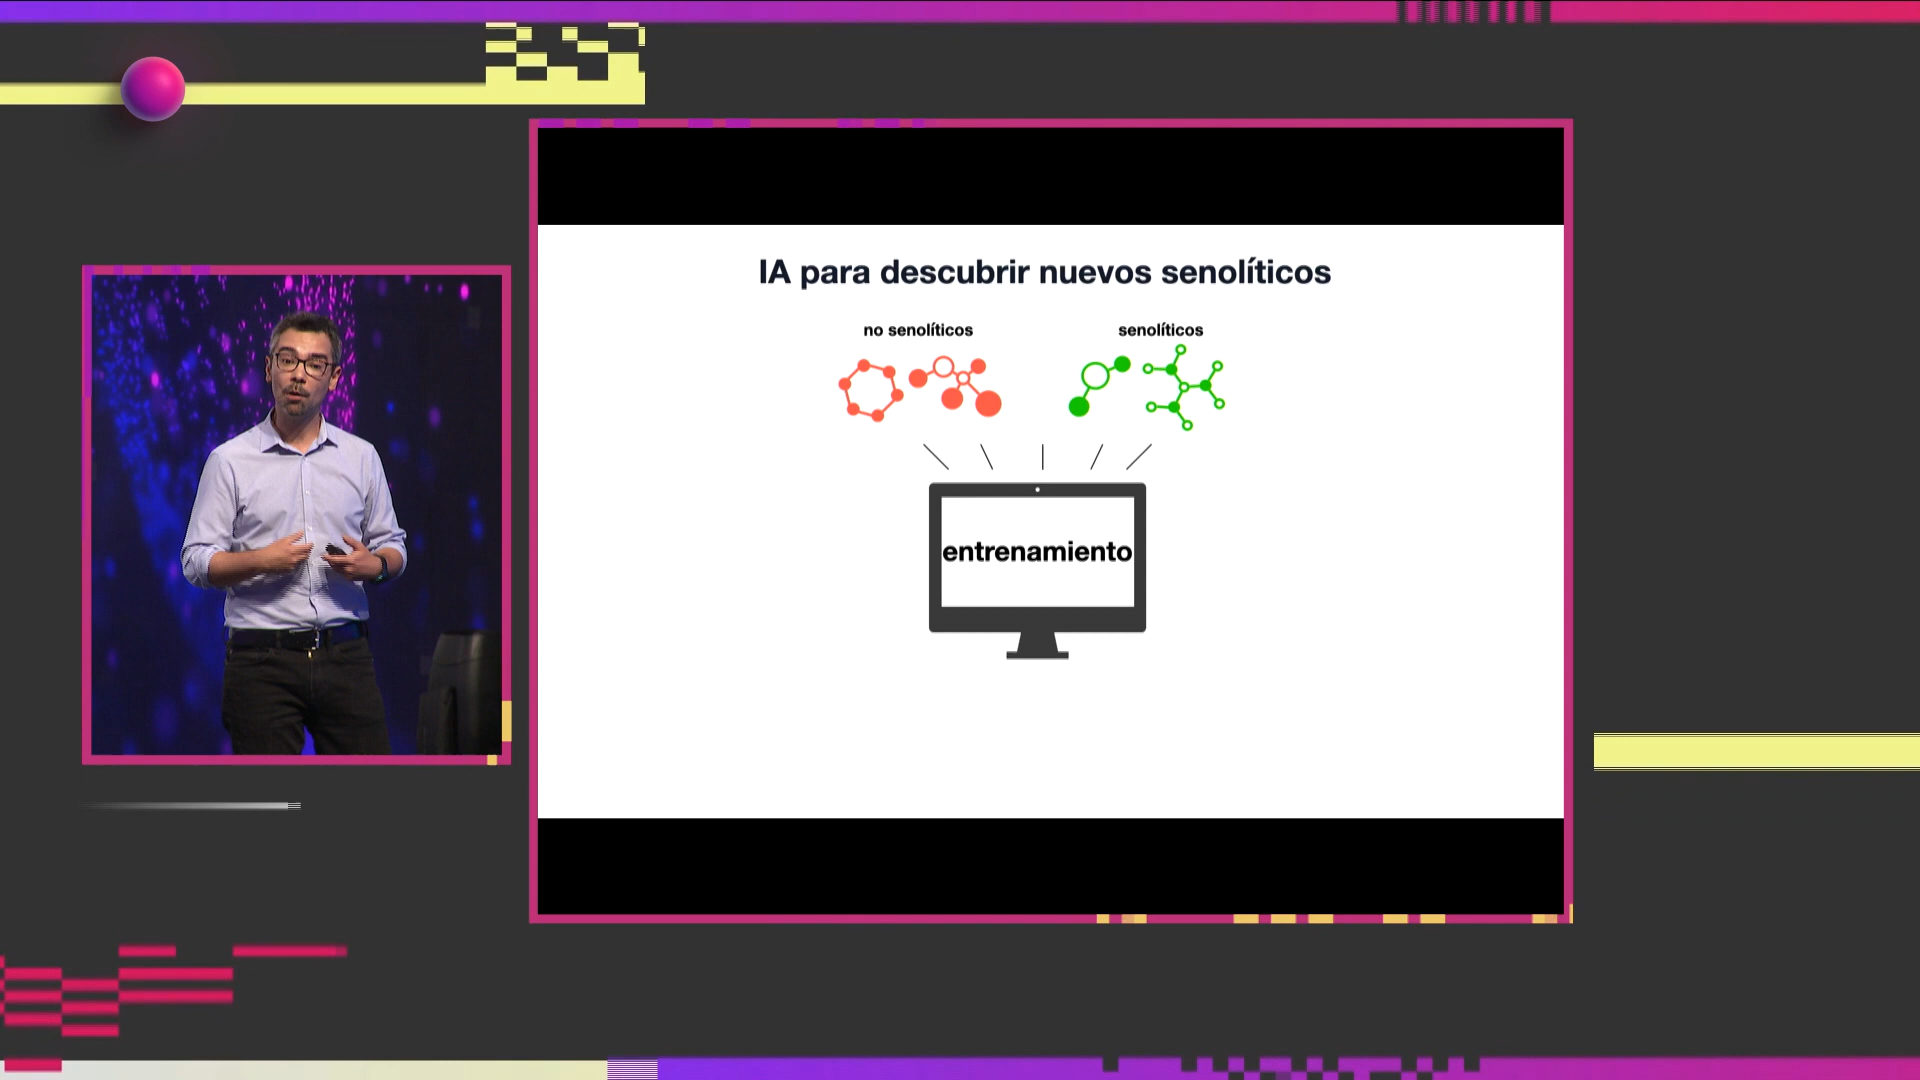 IA para descubrir nuevos senolíticos
no senolíticos
senolíticos
entrenamiento